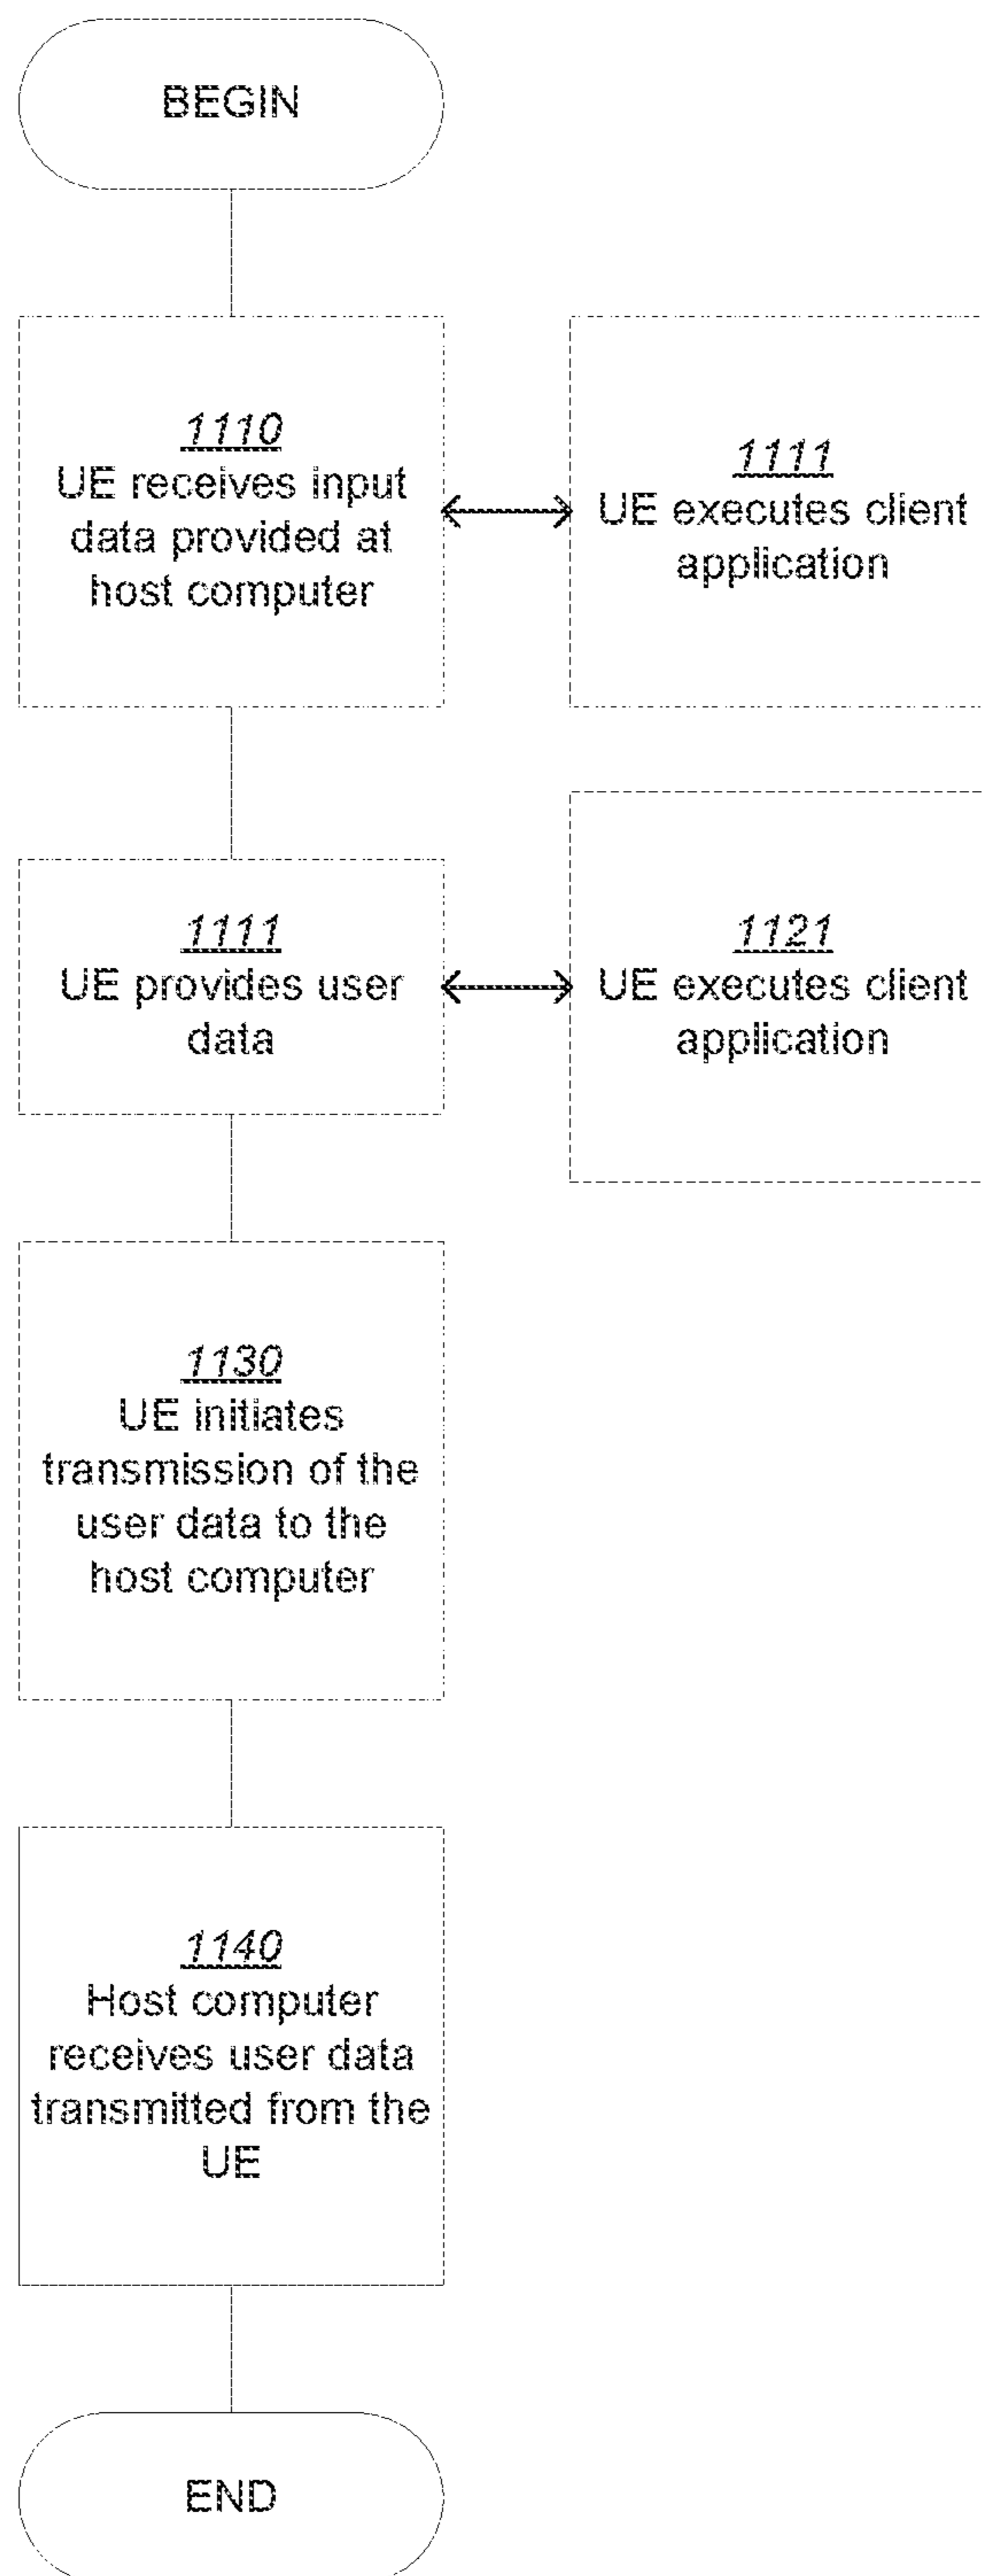 BEGIN
1110
UE receives input
data provided at
host computer
1111
UE executes client
application
1111
UE provides user
data
1121
UE executes client
application
1130
UE initiates
transmission of the
user data to the
host computer
1140
Host computer
receives user data
transmitted from the
UE
END